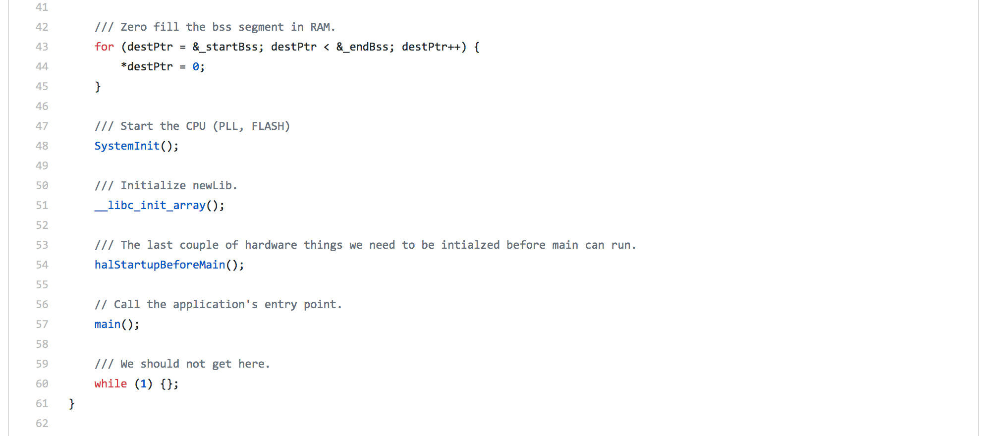 41
42 /// Zero fill the bss segment in RAM.
43 for (destPtr = &_startBss; destPtr < &_endBss; destPtr++) {
44 *destPtr = 0;
45 }
46
47 /// Start the CPU (PLL, FLASH)
48 SystemInit();
49
50 /// Initialize newLib.
51 __libc_init_array();
52
53 /// The last couple of hardware things we need to be intialzed before main can run.
54 halStartupBeforeMain();
55
56 // Call the application's entry point.
57 main();
58
59 /// We should not get here.
60 while (1) {};
61 }
62